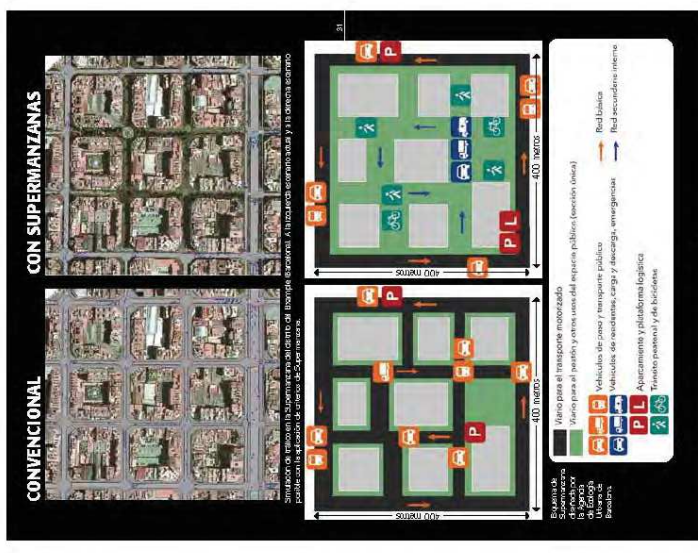 CONVENCIONAL
CON SUPERMANZANAS
Simulación de tráfico en la Supermanzana del distrito del Eixample (Barcelona). A la izquierda escenario actual y a la derecha escenario
posible con la aplicación de criterios de Supermanzana.
400 metros
400 metros
P
P
400 metros
400 metros
P
P L
Esquema de
Supermanzana
diseñado por
la Agencia
de Ecología
Urbana de
Barcelona.
Viario para el transporte motorizado
Viario para el peatón y otros usos del espacio público (sección única)
Vehículos de paso y transporte público
Vehículos de residentes, carga y descarga, emergencias
P L Aparcamiento y plataforma logística
Tránsito peatonal y de bicicletas
Red básica
Red secundaria interna
31